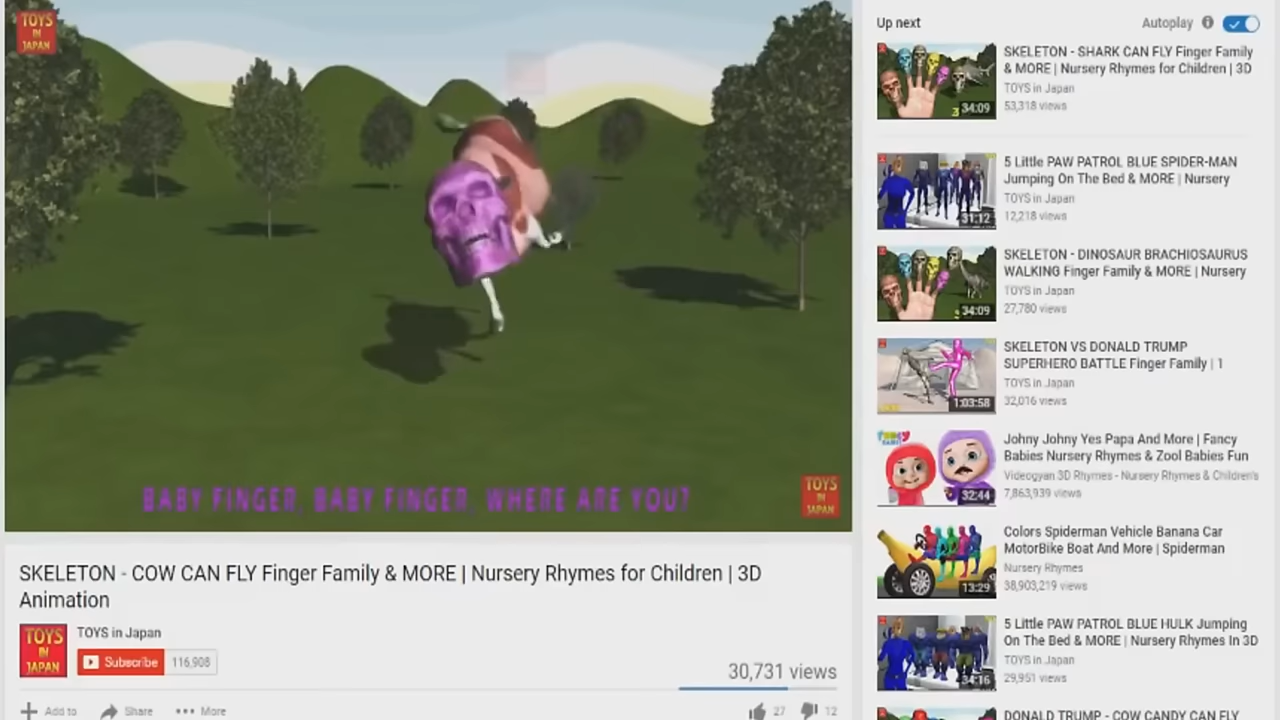 TOYS
IN
JAPAN
BABY FINGER, BABY FINGER, WHERE ARE YOU?
TOYS
IN
JAPAN
SKELETON - COW CAN FLY Finger Family & MORE | Nursery Rhymes for Children | 3D
Animation
TOYS
IN
JAPAN
TOYS in Japan
Subscribe 116,908
30,731 views
Add to Share More 27 12
Up next Autoplay
SKELETON - SHARK CAN FLY Finger Family
& MORE | Nursery Rhymes for Children | 3D
TOYS in Japan
53,318 views
34:09
5 Little PAW PATROL BLUE SPIDER-MAN
Jumping On The Bed & MORE | Nursery
TOYS in Japan
12,218 views
31:12
SKELETON - DINOSAUR BRACHIOSAURUS
WALKING Finger Family & MORE | Nursery
TOYS in Japan
27,780 views
34:09
SKELETON VS DONALD TRUMP
SUPERHERO BATTLE Finger Family | 1
TOYS in Japan
32,016 views
1:03:58
Johny Johny Yes Papa And More | Fancy
Babies Nursery Rhymes & Zool Babies Fun
Videogyan 3D Rhymes - Nursery Rhymes & Children's
7,863,939 views
32:44
Colors Spiderman Vehicle Banana Car
MotorBike Boat And More | Spiderman
Nursery Rhymes
38,903,219 views
13:29
5 Little PAW PATROL BLUE HULK Jumping
On The Bed & MORE | Nursery Rhymes In 3D
TOYS in Japan
29,951 views
34:16
DONALD TRUMP - COW CANDY CAN FLY